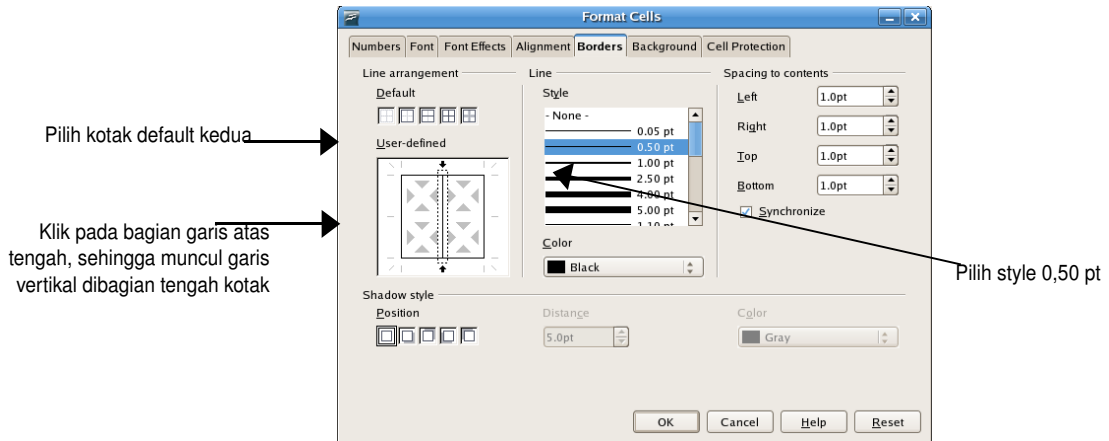 Format Cells
Numbers Font Font Effects Alignment Borders Background Cell Protection
Line arrangement
Default
User-defined
Line
Style
- None -
0.05 pt
0.50 pt
1.00 pt
2.50 pt
4.00 pt
5.00 pt
1.10 pt
Color
Black
Spacing to contents
Left 1.0pt
Right 1.0pt
Top 1.0pt
Bottom 1.0pt
Synchronize
Shadow style
Position
Distance
5.0pt
Color
Gray
OK Cancel Help Reset
Pilih kotak default kedua
Klik pada bagian garis atas
tengah, sehingga muncul garis
vertikal dibagian tengah kotak
Pilih style 0,50 pt